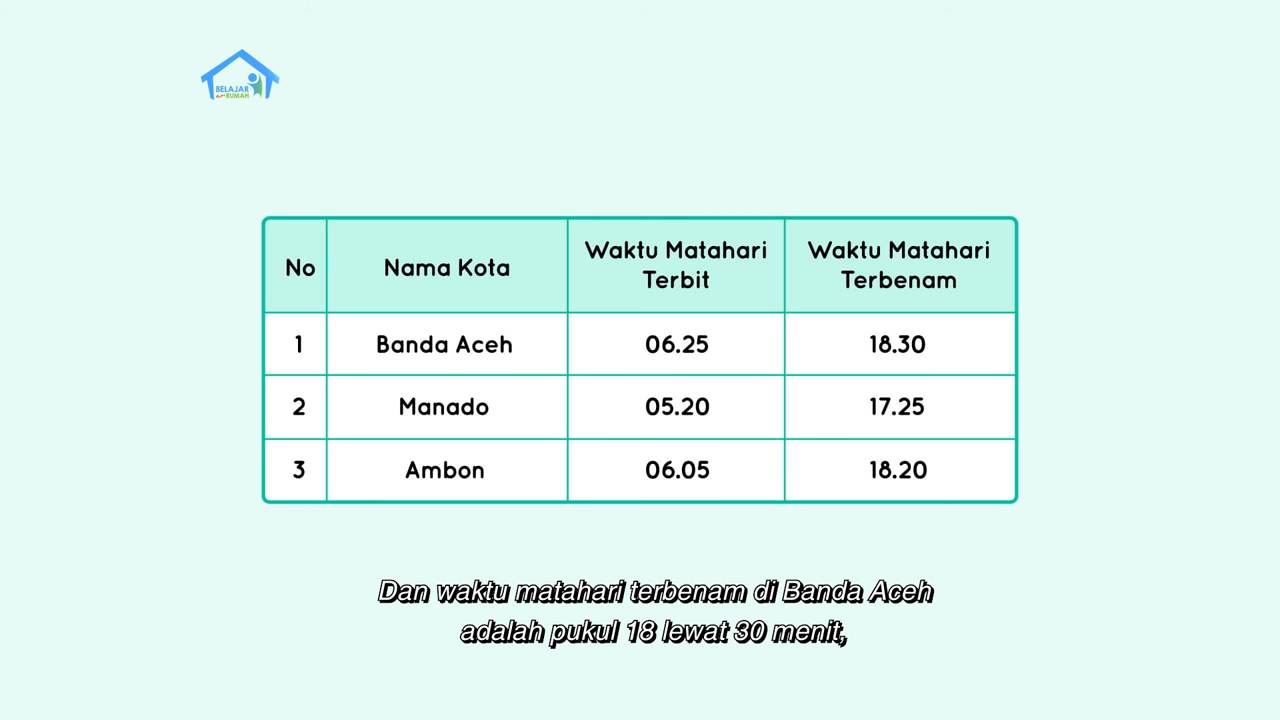 BELAJAR
dari RUMAH
No
Nama Kota
Waktu Matahari
Terbit
Waktu Matahari
Terbenam
1
Banda Aceh
06.25
18.30
2
Manado
05.20
17.25
3
Ambon
06.05
18.20
Dan waktu matahari terbenam di Banda Aceh
adalah pukul 18 lewat 30 menit,